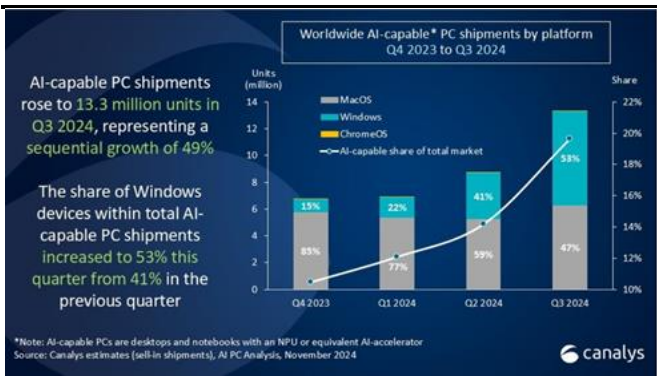 Worldwide AI-capable* PC shipments by platform
Q4 2023 to Q3 2024
AI-capable PC shipments
rose to 13.3 million units in
Q3 2024, representing a
sequential growth of 49%
The share of Windows
devices within total AI-
capable PC shipments
increased to 53% this
quarter from 41% in the
previous quarter
Units
(million)
Share
14
12
10
8
6
4
2
0
MacOS
Windows
ChromeOS
AI-capable share of total market
22%
20%
18%
16%
14%
12%
10%
15%
22%
41%
53%
85%
77%
59%
47%
Q4 2023
Q1 2024
Q2 2024
Q3 2024
*Note: AI-capable PCs are desktops and notebooks with an NPU or equivalent AI-accelerator
Source: Canalys estimates (sell-in shipments), AI PC Analysis, November 2024
canalys